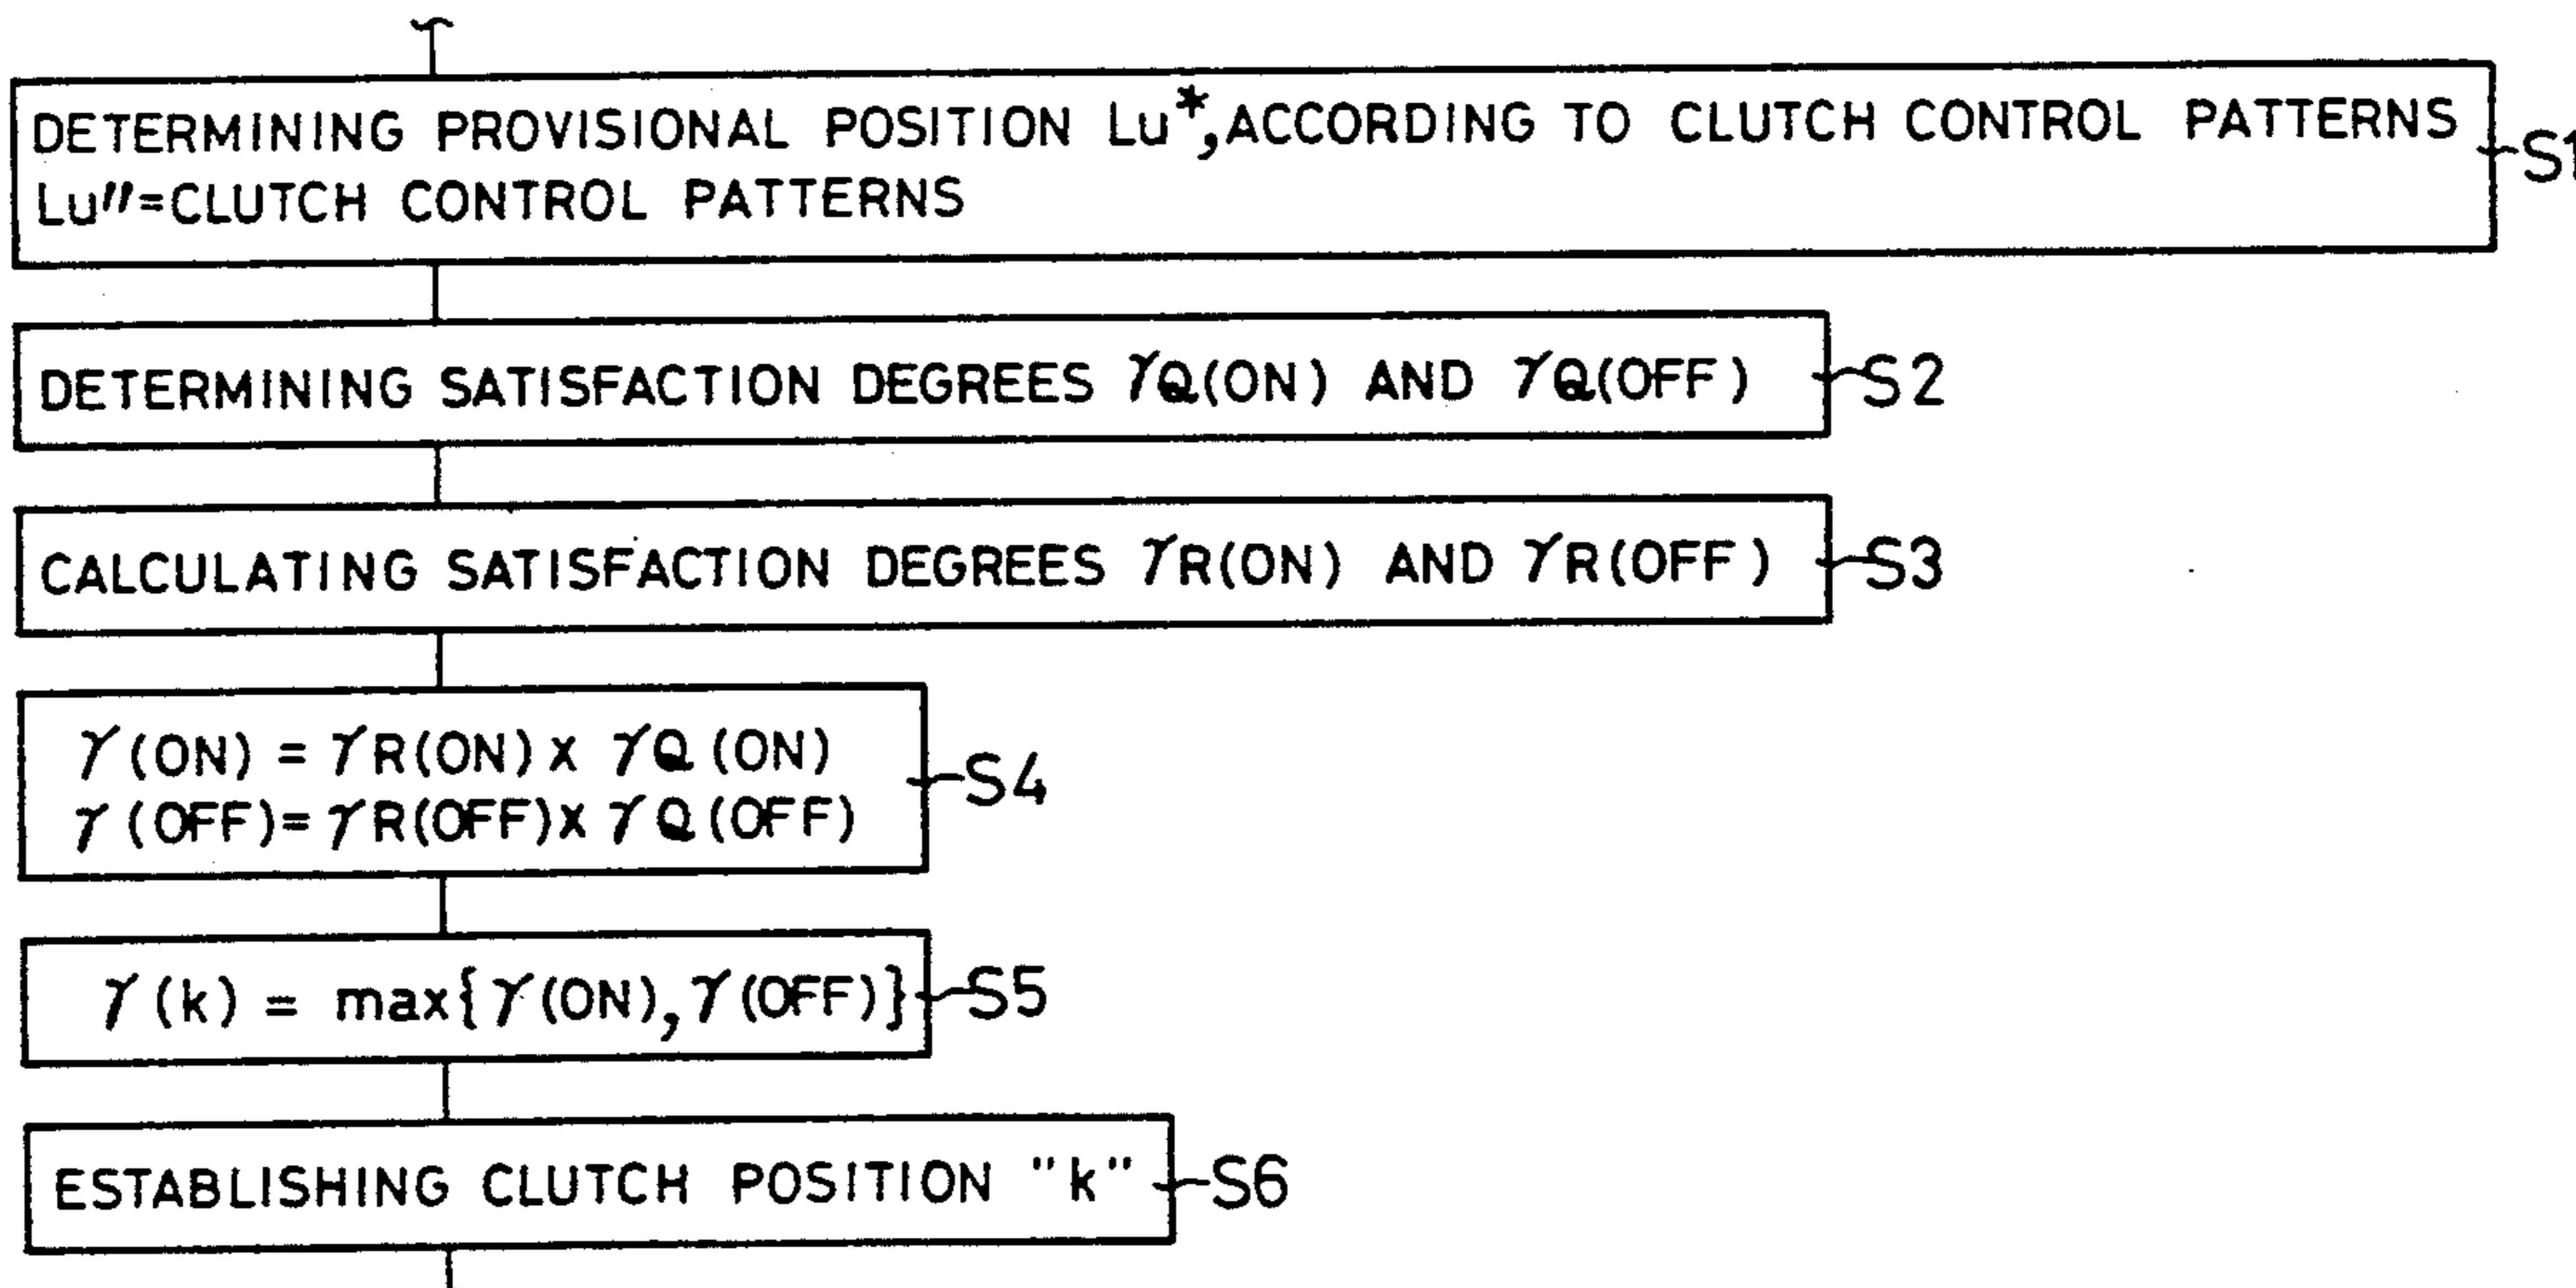 DETERMINING PROVISIONAL POSITION Lu*, ACCORDING TO CLUTCH CONTROL PATTERNS
Lu″=CLUTCH CONTROL PATTERNS
S1
DETERMINING SATISFACTION DEGREES γQ(ON) AND γQ(OFF)
S2
CALCULATING SATISFACTION DEGREES γR(ON) AND γR(OFF)
S3
γ(ON) = γR(ON) x γQ(ON)
γ(OFF) = γR(OFF) x γQ(OFF)
S4
γ(k) = max{γ(ON), γ(OFF)}
S5
ESTABLISHING CLUTCH POSITION "k"
S6